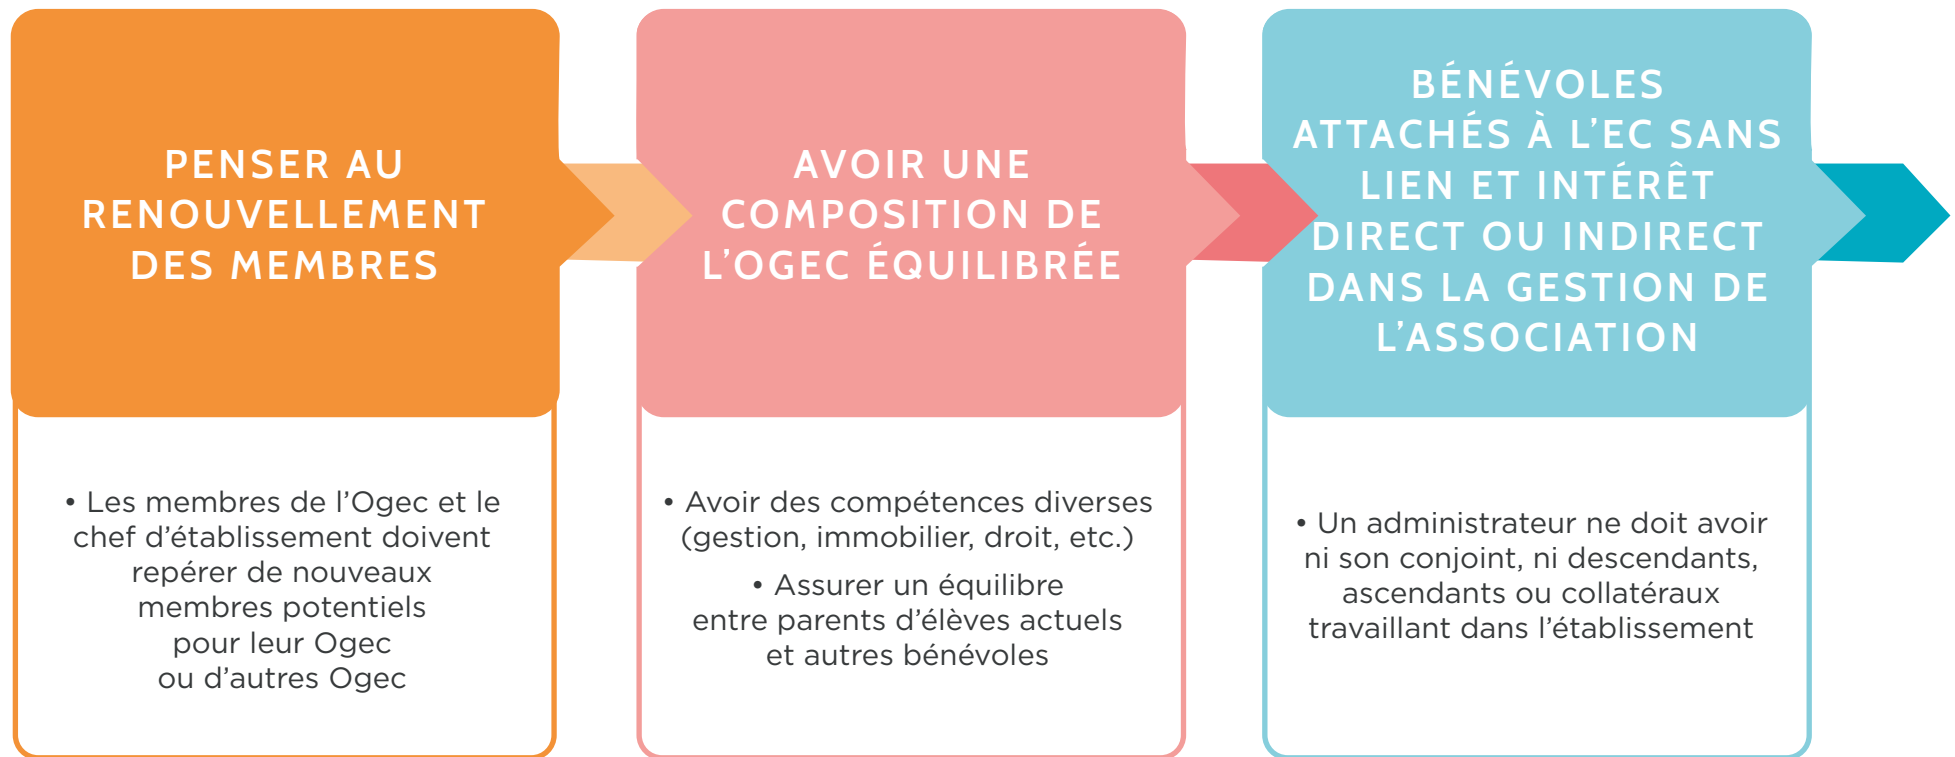 PENSER AU
RENOUVELLEMENT
DES MEMBRES
• Les membres de l’Ogec et le
chef d’établissement doivent
repérer de nouveaux
membres potentiels
pour leur Ogec
ou d’autres Ogec
AVOIR UNE
COMPOSITION DE
L’OGEC ÉQUILIBRÉE
• Avoir des compétences diverses
(gestion, immobilier, droit, etc.)
• Assurer un équilibre
entre parents d’élèves actuels
et autres bénévoles
BÉNÉVOLES
ATTACHÉS À L’EC SANS
LIEN ET INTÉRÊT
DIRECT OU INDIRECT
DANS LA GESTION DE
L’ASSOCIATION
• Un administrateur ne doit avoir
ni son conjoint, ni descendants,
ascendants ou collatéraux
travaillant dans l’établissement